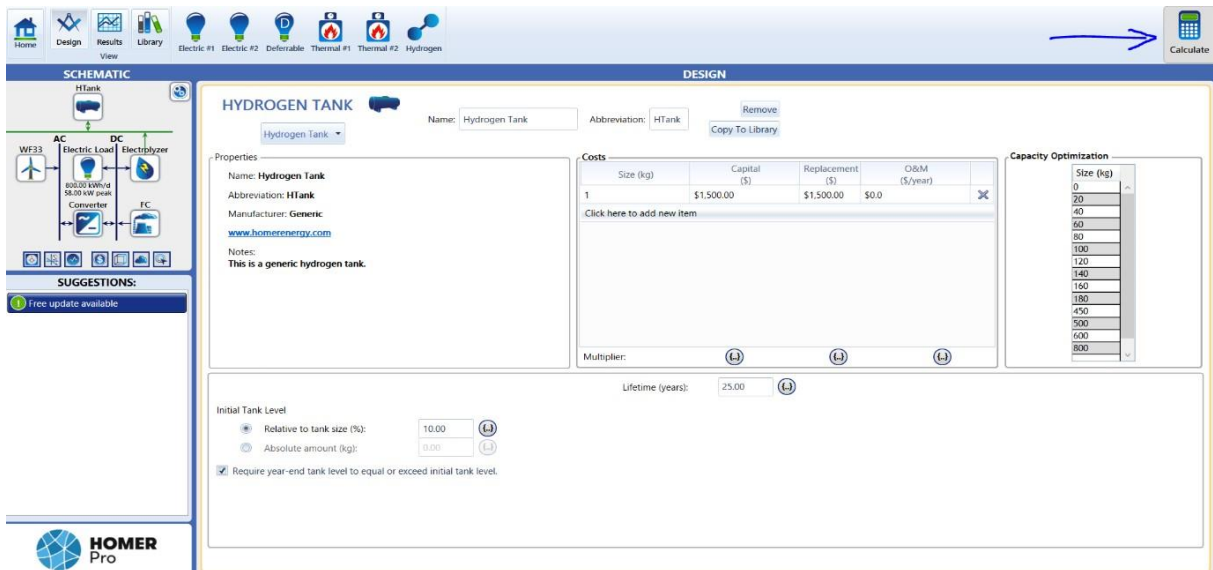 Home
Design
Results
Library
View
Electric #1
Electric #2
D
Deferrable
Thermal #1
Thermal #2
Hydrogen
Calculate
SCHEMATIC
DESIGN
HTank
AC
DC
WF33
Electric Load
Electrolyzer
800.00 kWh/d
58.00 kW peak
Converter
FC
SUGGESTIONS:
Free update available
HOMER
Pro
HYDROGEN TANK
Hydrogen Tank
Name: Hydrogen Tank
Abbreviation: HTank
Remove
Copy To Library
Properties
Name: Hydrogen Tank
Abbreviation: HTank
Manufacturer: Generic
www.homerenergy.com
Notes:
This is a generic hydrogen tank.
Costs
Size (kg) Capital ($) Replacement ($) O&M ($/year)
1 $1,500.00 $1,500.00 $0.0
Click here to add new item
Multiplier: {..} {..} {..}
Capacity Optimization
Size (kg)
0
20
40
60
80
100
120
140
160
180
450
500
600
800
Lifetime (years): 25.00 {..}
Initial Tank Level
Relative to tank size (%): 10.00 {..}
Absolute amount (kg): 0.00 {..}
Require year-end tank level to equal or exceed initial tank level.